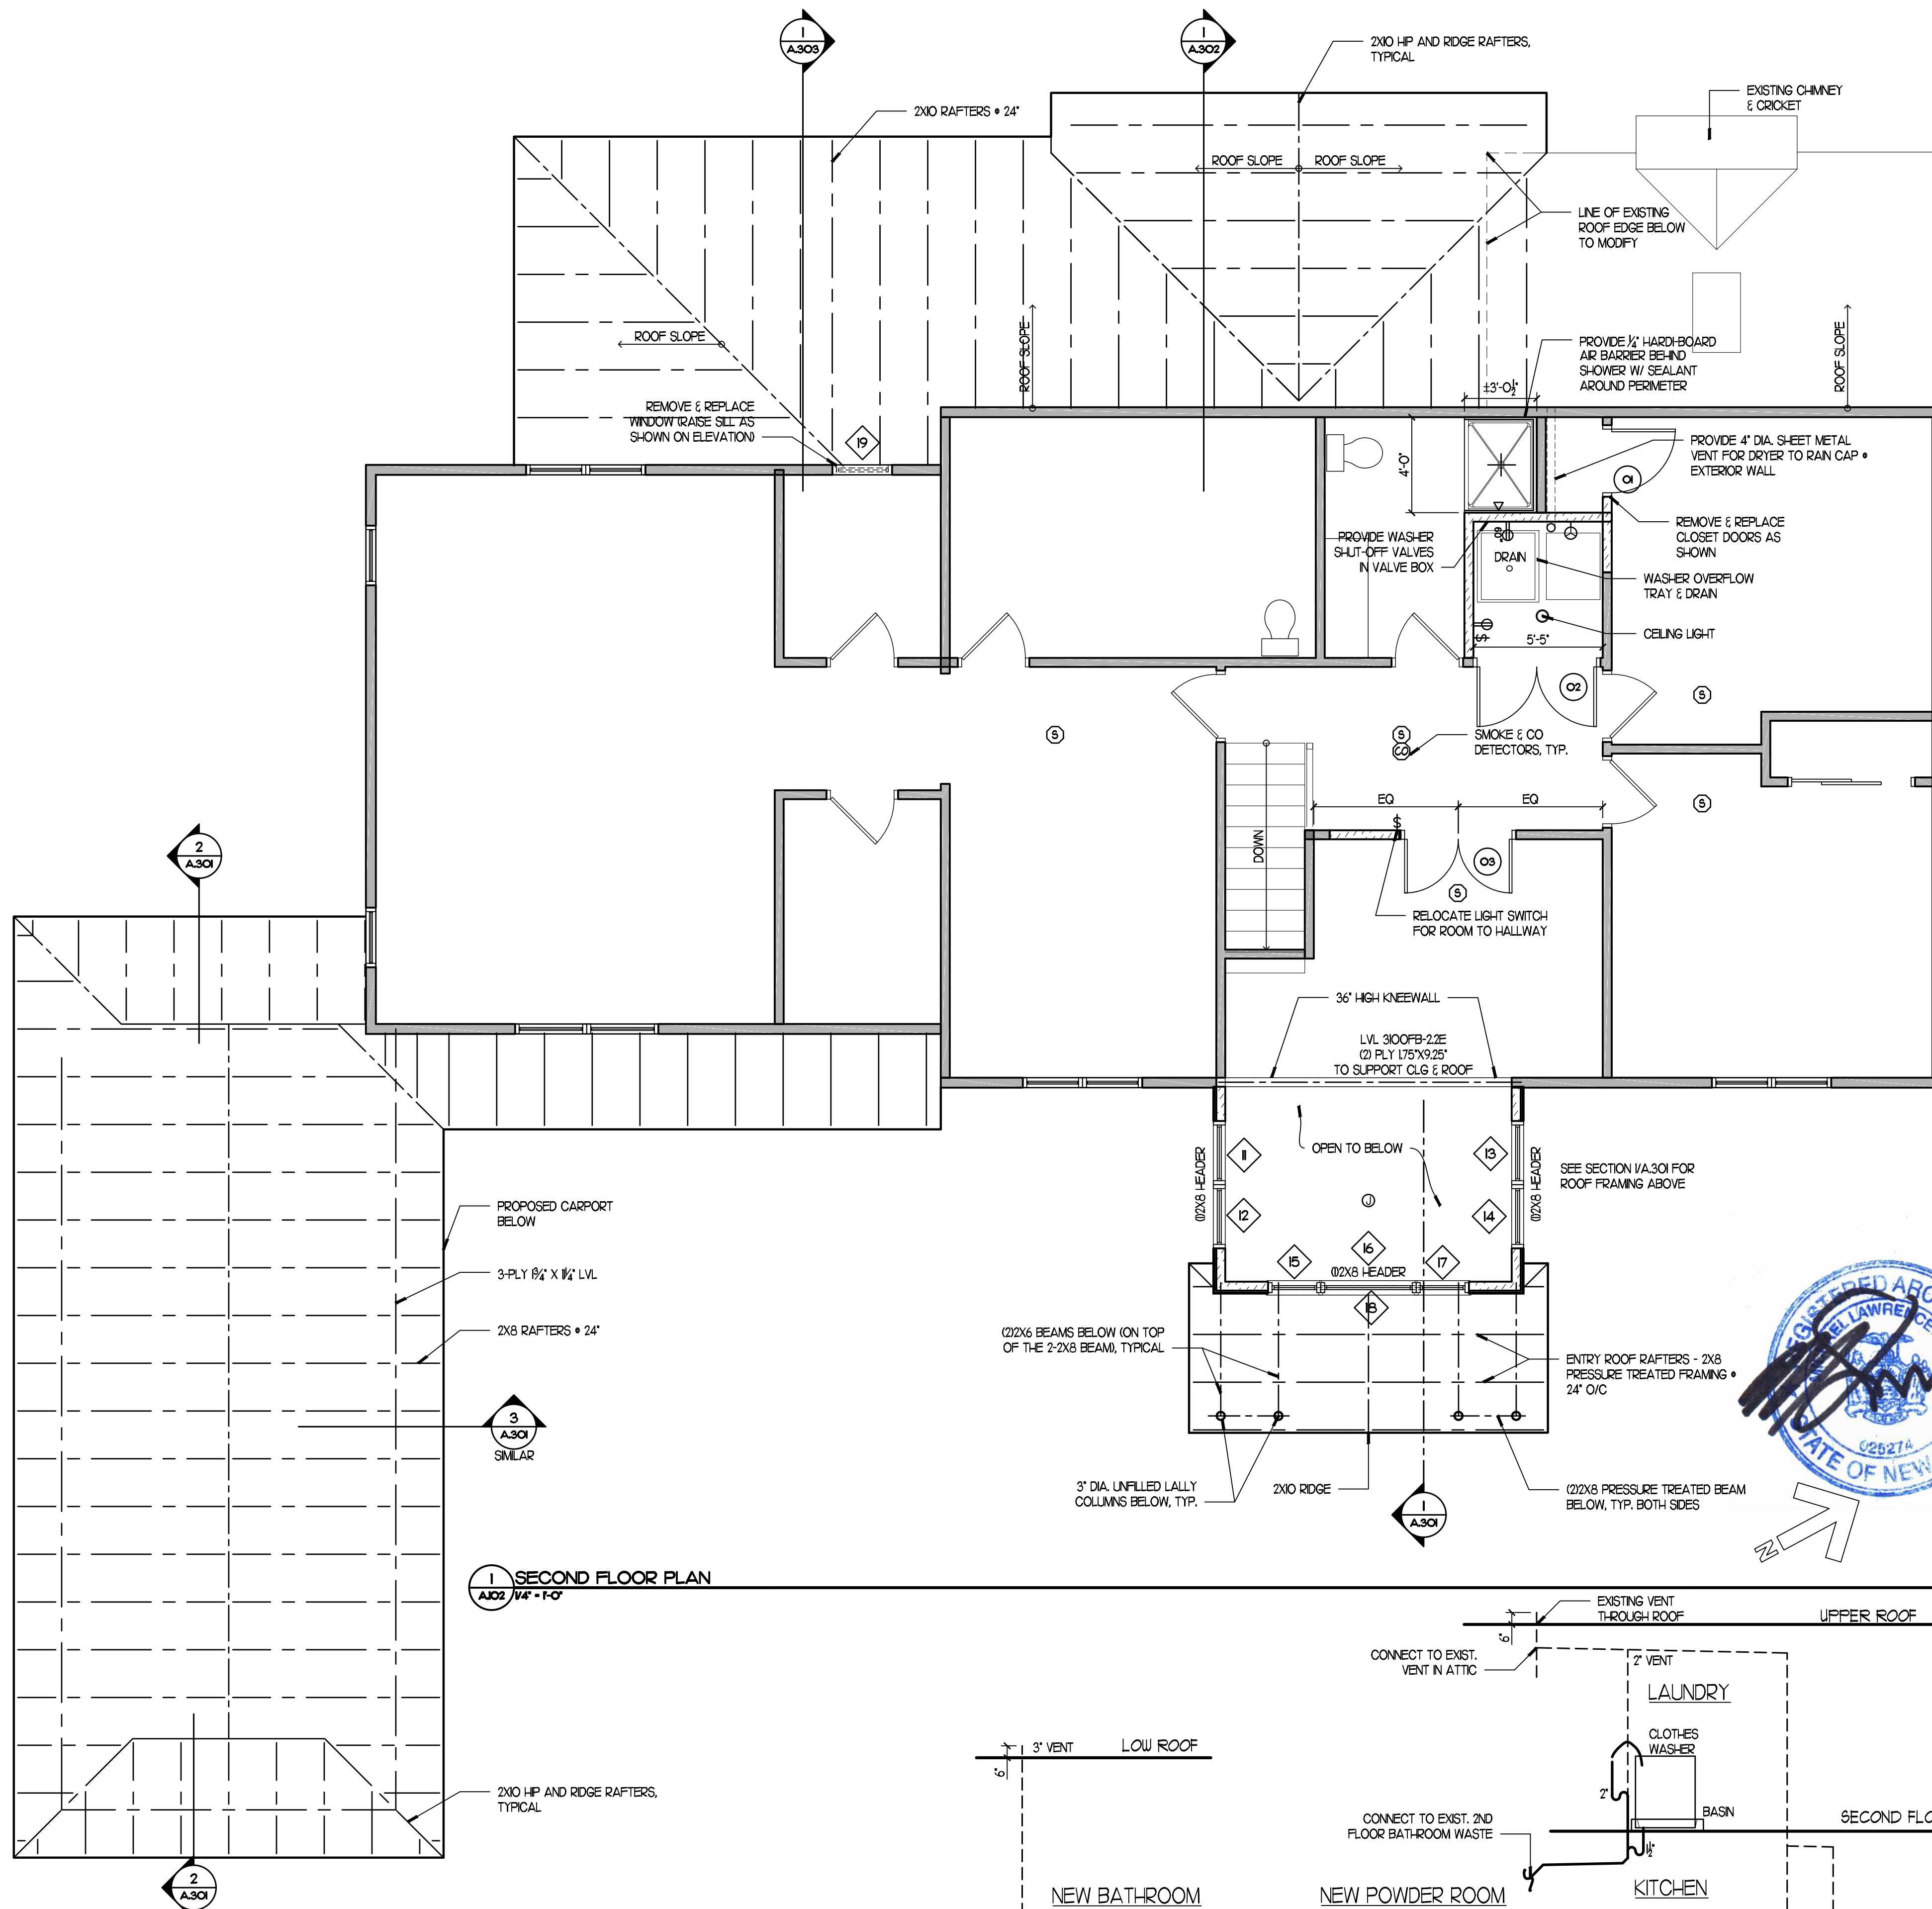 1
A.303
1
A.302
2X10 HIP AND RIDGE RAFTERS,
TYPICAL
2X10 RAFTERS @ 24"
EXISTING CHIMNEY
& CRICKET
ROOF SLOPE
ROOF SLOPE
LINE OF EXISTING
ROOF EDGE BELOW
TO MODIFY
ROOF SLOPE
ROOF SLOPE
ROOF SLOPE
PROVIDE ¼" HARDI-BOARD
AIR BARRIER BEHIND
SHOWER W/ SEALANT
AROUND PERIMETER
±3'-0½"
REMOVE & REPLACE
WINDOW (RAISE SILL AS
SHOWN ON ELEVATION)
19
4'-0"
PROVIDE 4" DIA. SHEET METAL
VENT FOR DRYER TO RAIN CAP @
EXTERIOR WALL
01
REMOVE & REPLACE
CLOSET DOORS AS
SHOWN
PROVIDE WASHER
SHUT-OFF VALVES
IN VALVE BOX
DRAIN
WASHER OVERFLOW
TRAY & DRAIN
CEILING LIGHT
S
5'-5"
02
S
S
S
CO
SMOKE & CO
DETECTORS, TYP.
S
EQ
EQ
DOWN
S
03
S
RELOCATE LIGHT SWITCH
FOR ROOM TO HALLWAY
2
A.301
36" HIGH KNEEWALL
LVL 3100FB-2.2E
(2) PLY 1.75"X9.25"
TO SUPPORT CLG & ROOF
OPEN TO BELOW
11
12
13
14
(1)2X8 HEADER
(1)2X8 HEADER
SEE SECTION 1/A.301 FOR
ROOF FRAMING ABOVE
J
15
16
17
(1)2X8 HEADER
18
PROPOSED CARPORT
BELOW
3-PLY 1¾" X 11¼" LVL
2X8 RAFTERS @ 24"
(2)2X6 BEAMS BELOW (ON TOP
OF THE 2-2X8 BEAM), TYPICAL
ENTRY ROOF RAFTERS - 2X8
PRESSURE TREATED FRAMING @
24" O/C
3
A.301
SIMILAR
3" DIA. UNFILLED LALLY
COLUMNS BELOW, TYP.
2X10 RIDGE
(2)2X8 PRESSURE TREATED BEAM
BELOW, TYP. BOTH SIDES
1
A.301
LAWRENCE
025274
STATE OF NEW
N
1
A.102
SECOND FLOOR PLAN
1/4" = 1'-0"
EXISTING VENT
THROUGH ROOF
UPPER ROOF
6"
CONNECT TO EXIST.
VENT IN ATTIC
2" VENT
LAUNDRY
CLOTHES
WASHER
3" VENT
LOW ROOF
6"
2"
BASIN
2X10 HIP AND RIDGE RAFTERS,
TYPICAL
CONNECT TO EXIST. 2ND
FLOOR BATHROOM WASTE
1½"
SECOND FLO
2
A.301
NEW BATHROOM
NEW POWDER ROOM
KITCHEN